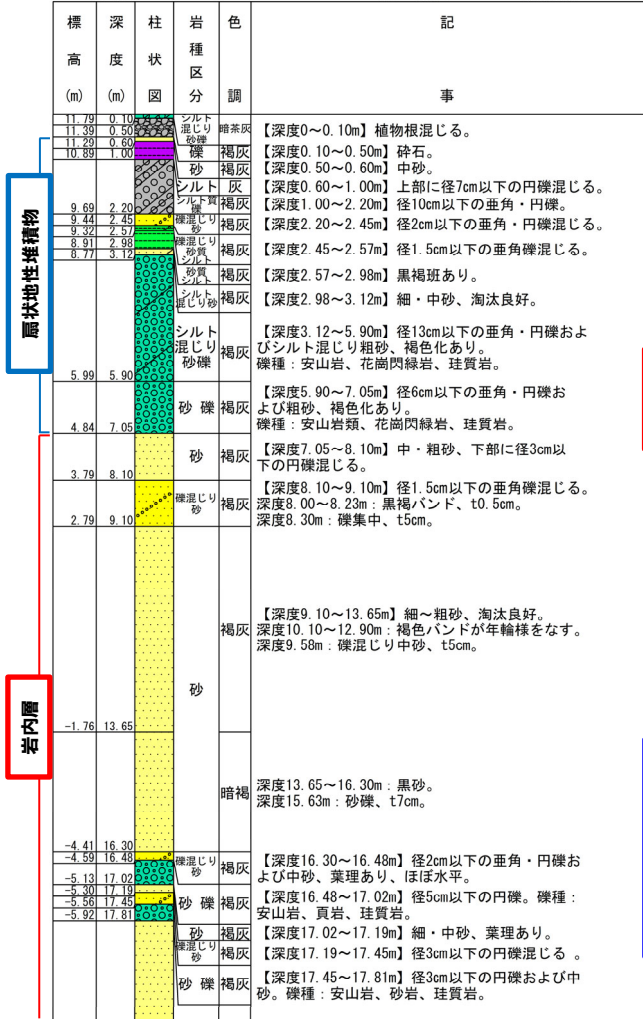 標高(m) 深度(m) 柱状図 岩種区分 色調 記事
11.79 0.10 シルト混じり砂礫 暗茶灰 【深度0～0.10m】植物根混じる。
11.39 0.50 礫 褐灰 【深度0.10～0.50m】砕石。
11.29 0.60 砂 褐灰 【深度0.50～0.60m】中砂。
10.89 1.00 シルト 灰 【深度0.60～1.00m】上部に径7cm以下の円礫混じる。
9.69 2.20 シルト質礫 褐灰 【深度1.00～2.20m】径10cm以下の亜角・円礫。
9.44 2.45 礫混じり砂 褐灰 【深度2.20～2.45m】径2cm以下の亜角・円礫混じる。
9.32 2.57 礫混じり砂質シルト 褐灰 【深度2.45～2.57m】径1.5cm以下の亜角礫混じる。
8.91 2.98 砂質シルト 褐灰 【深度2.57～2.98m】黒褐斑あり。
8.77 3.12 シルト混じり砂 褐灰 【深度2.98～3.12m】細・中砂、淘汰良好。
扇状地性堆積物
5.99 5.90 シルト混じり砂礫 褐灰 【深度3.12～5.90m】径13cm以下の亜角・円礫およ
びシルト混じり粗砂、褐色化あり。
礫種：安山岩、花崗閃緑岩、珪質岩。
4.84 7.05 砂礫 褐灰 【深度5.90～7.05m】径6cm以下の亜角・円礫お
よび粗砂、褐色化あり。
礫種：安山岩類、花崗閃緑岩、珪質岩。
3.79 8.10 砂 褐灰 【深度7.05～8.10m】中・粗砂、下部に径3cm以
下の円礫混じる。
2.79 9.10 礫混じり砂 褐灰 【深度8.10～9.10m】径1.5cm以下の亜角礫混じる。
深度8.00～8.23m：黒褐バンド、t0.5cm。
深度8.30m：礫集中、t5cm。
-1.76 13.65 砂 褐灰 【深度9.10～13.65m】細～粗砂、淘汰良好。
深度10.10～12.90m：褐色バンドが年輪様をなす。
深度9.58m：礫混じり中砂、t5cm。
岩内層
-4.41 16.30 暗褐 深度13.65～16.30m：黒砂。
深度15.63m：砂礫、t7cm。
-4.59 16.48 礫混じり砂 褐灰 【深度16.30～16.48m】径2cm以下の亜角・円礫お
よび中砂、葉理あり、ほぼ水平。
-5.13 17.02 砂礫 褐灰 【深度16.48～17.02m】径5cm以下の円礫。礫種：
安山岩、頁岩、珪質岩。
-5.30 17.19 砂 褐灰 【深度17.02～17.19m】細・中砂、葉理あり。
-5.56 17.45 礫混じり砂 褐灰 【深度17.19～17.45m】径3cm以下の円礫混じる 。
-5.92 17.81 砂礫 褐灰 【深度17.45～17.81m】径3cm以下の円礫および中
砂。礫種：安山岩、砂岩、珪質岩。